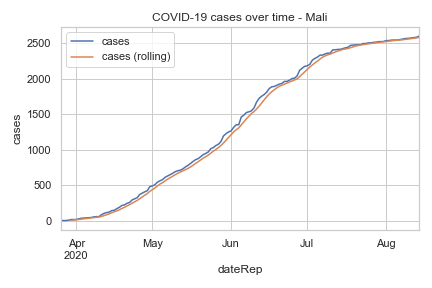 COVID-19 cases over time - Mali
cases
cases (rolling)
2500
2000
1500
1000
500
0
cases
Apr
2020
May
Jun
Jul
Aug
dateRep